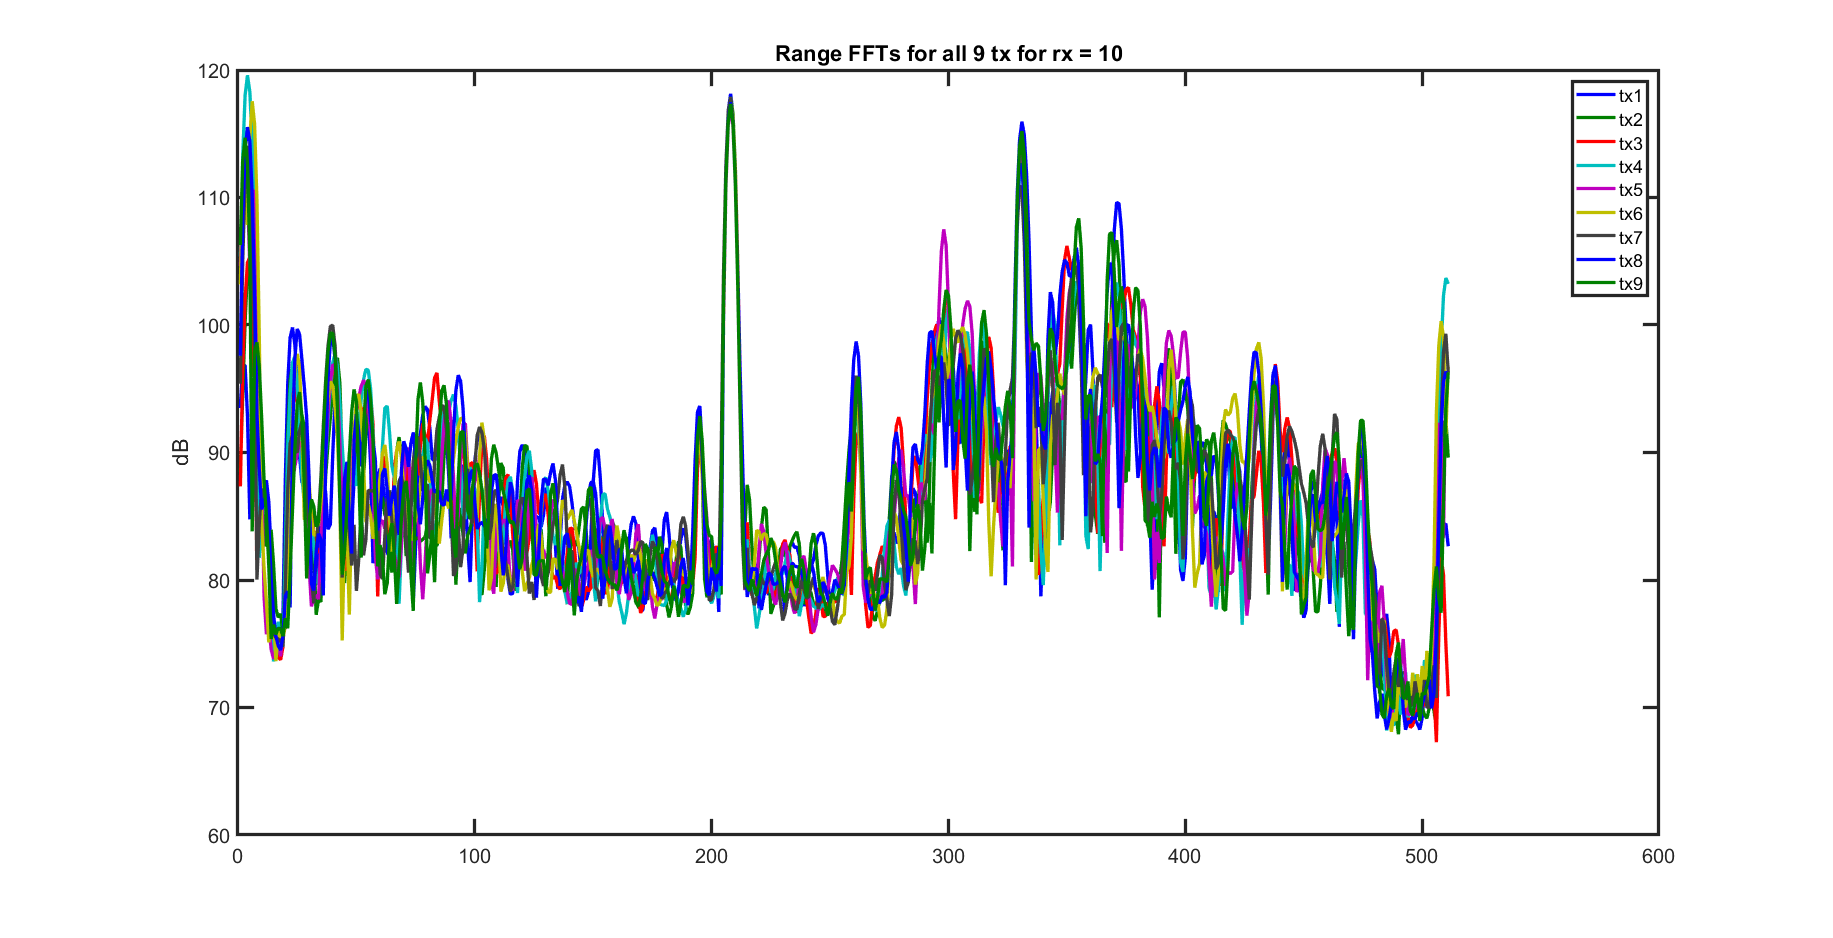 Range FFTs for all 9 tx for rx = 10
120
110
100
90
80
70
60
dB
0 100 200 300 400 500 600
tx1
tx2
tx3
tx4
tx5
tx6
tx7
tx8
tx9